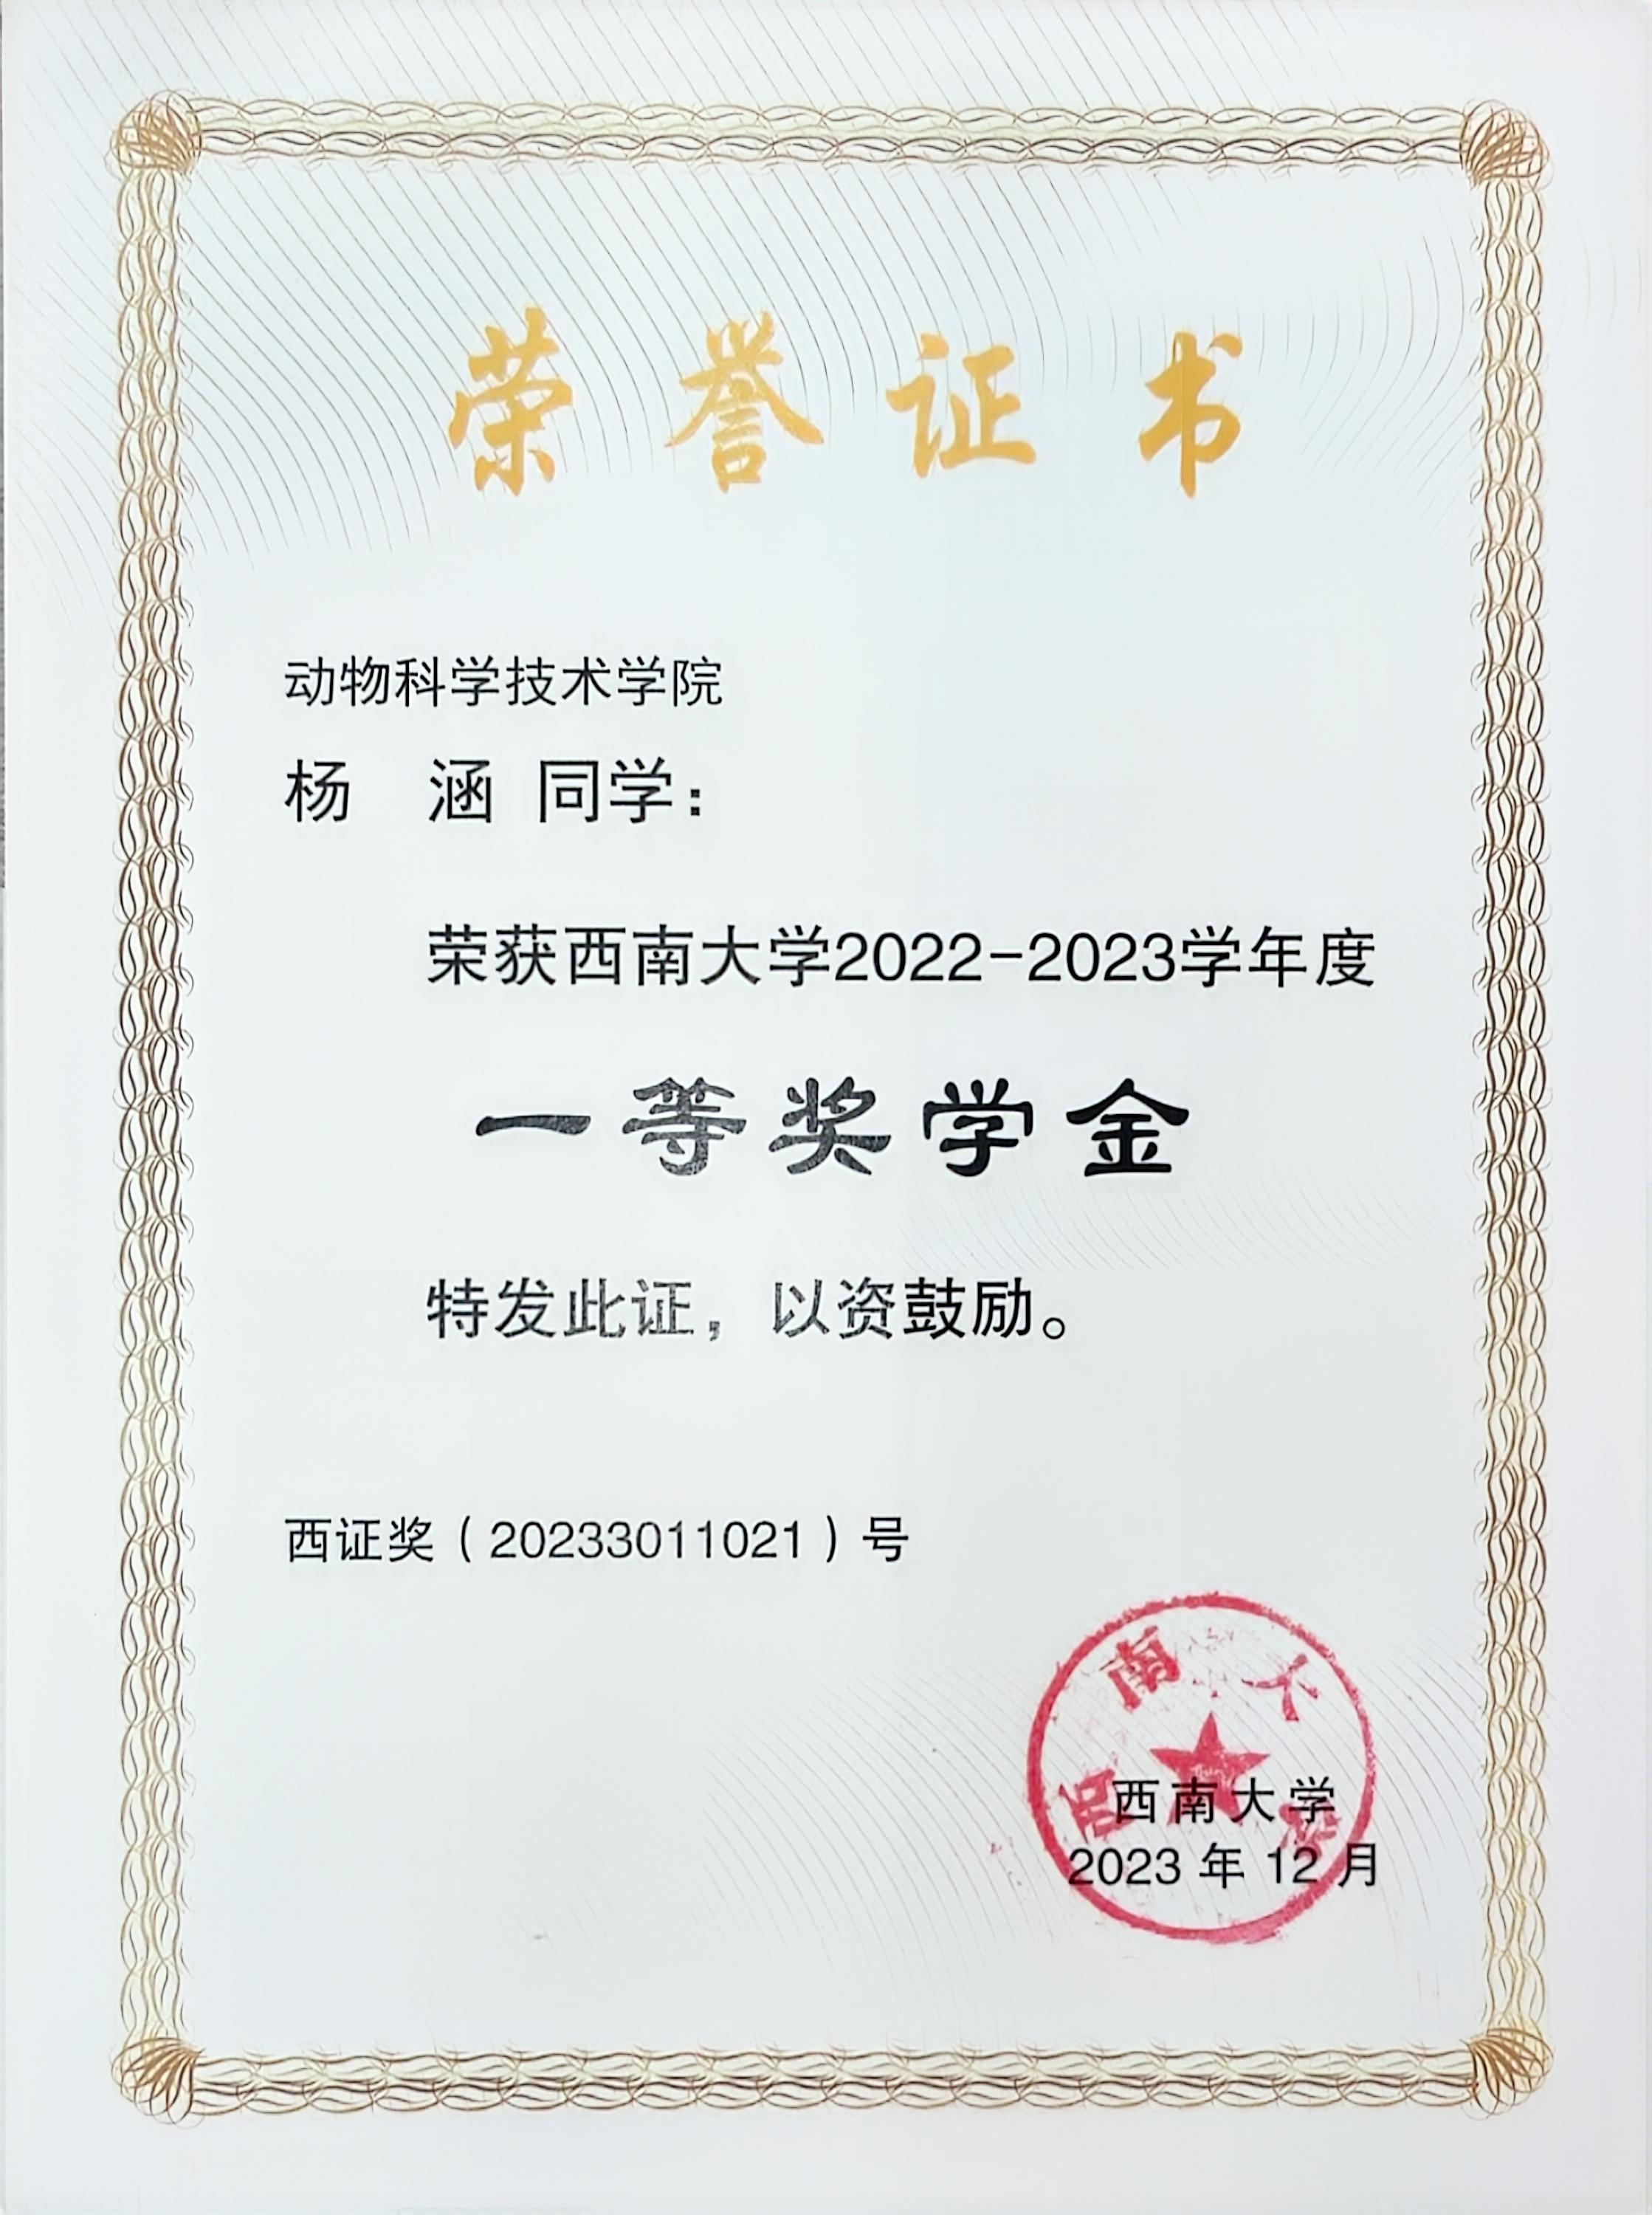 荣誉证书
动物科学技术学院
杨 涵 同学：
荣获西南大学2022-2023学年度
一等奖学金
特发此证，以资鼓励。
西证奖（20233011021）号
西南大学
西南大学
2023 年 12 月